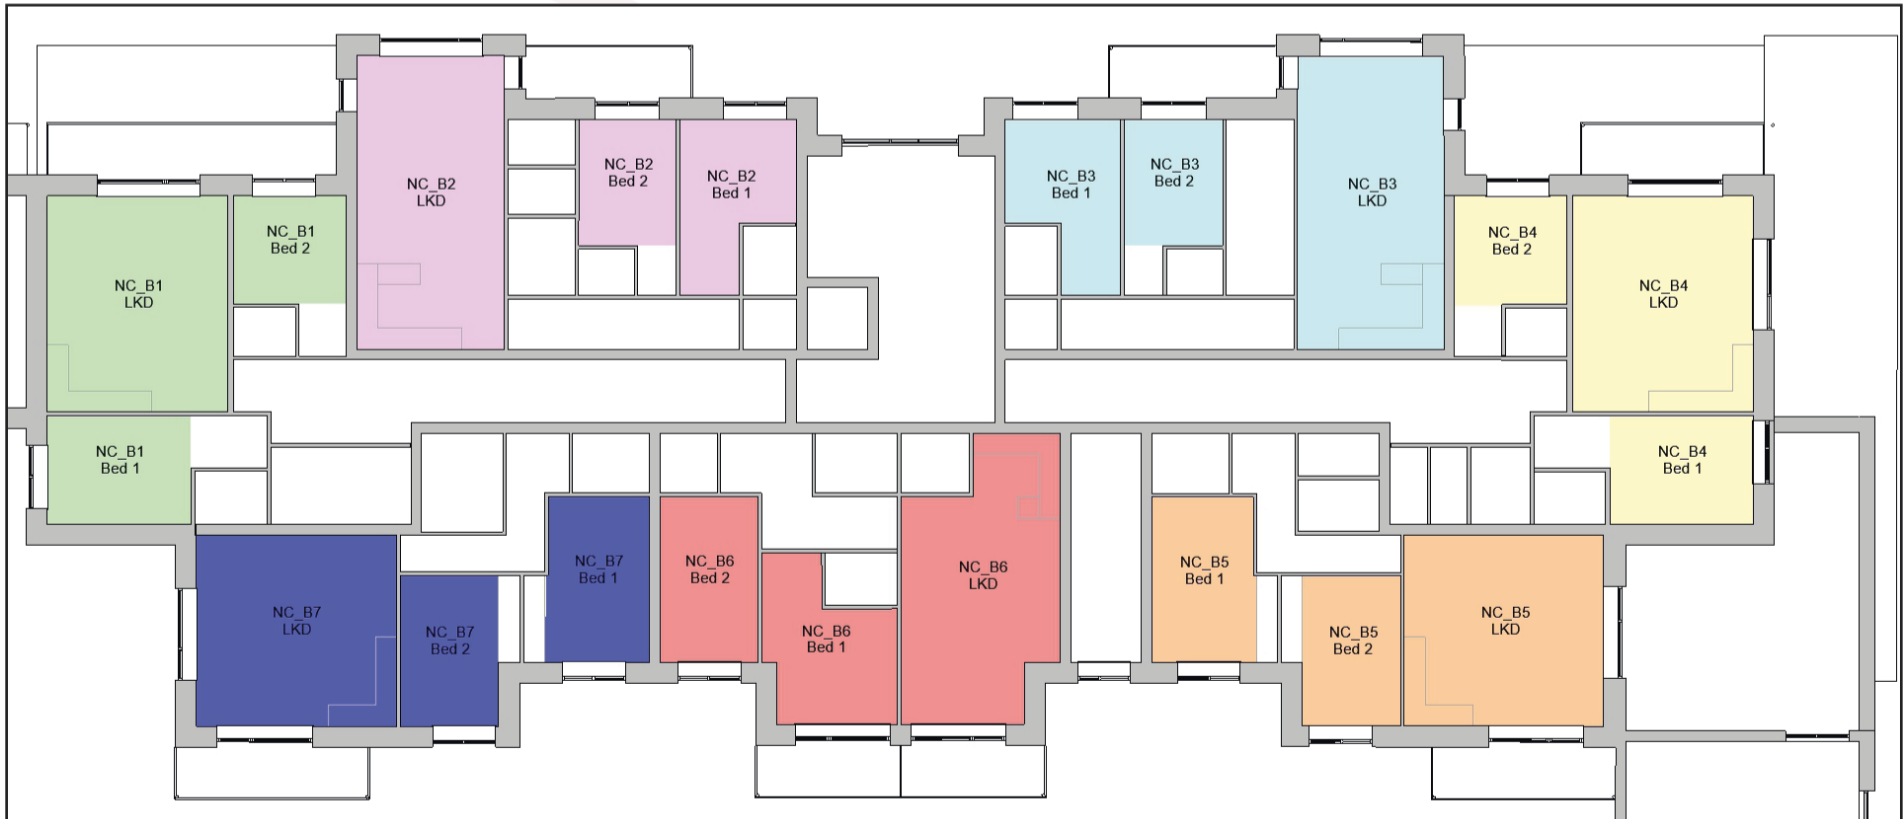 NC_B2
LKD
NC_B2
Bed 2
NC_B2
Bed 1
NC_B3
Bed 1
NC_B3
Bed 2
NC_B3
LKD
NC_B1
LKD
NC_B1
Bed 2
NC_B4
Bed 2
NC_B4
LKD
NC_B1
Bed 1
NC_B4
Bed 1
NC_B7
LKD
NC_B7
Bed 2
NC_B7
Bed 1
NC_B6
Bed 2
NC_B6
Bed 1
NC_B6
LKD
NC_B5
Bed 1
NC_B5
Bed 2
NC_B5
LKD